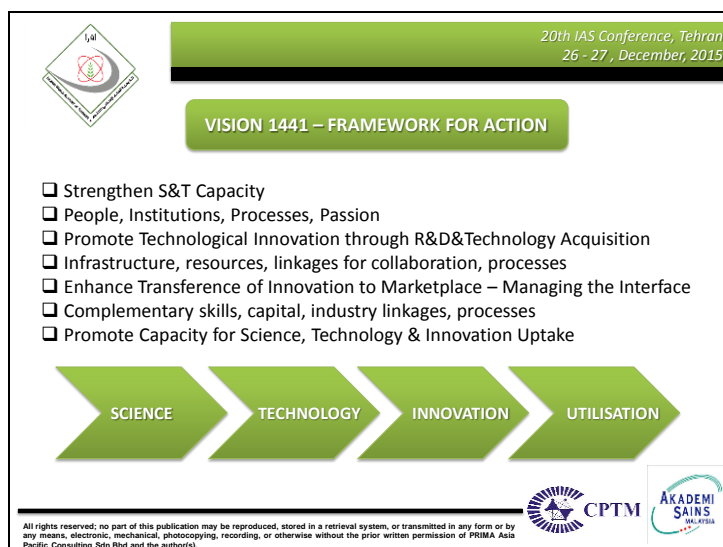 20th IAS Conference, Tehran
26 - 27 , December, 2015
VISION 1441 – FRAMEWORK FOR ACTION
❑ Strengthen S&T Capacity
❑ People, Institutions, Processes, Passion
❑ Promote Technological Innovation through R&D&Technology Acquisition
❑ Infrastructure, resources, linkages for collaboration, processes
❑ Enhance Transference of Innovation to Marketplace – Managing the Interface
❑ Complementary skills, capital, industry linkages, processes
❑ Promote Capacity for Science, Technology & Innovation Uptake
SCIENCE
TECHNOLOGY
INNOVATION
UTILISATION
CPTM
AKADEMI
SAINS
MALAYSIA
All rights reserved; no part of this publication may be reproduced, stored in a retrieval system, or transmitted in any form or by
any means, electronic, mechanical, photocopying, recording, or otherwise without the prior written permission of PRIMA Asia
Pacific Consulting Sdn Bhd and the author(s).